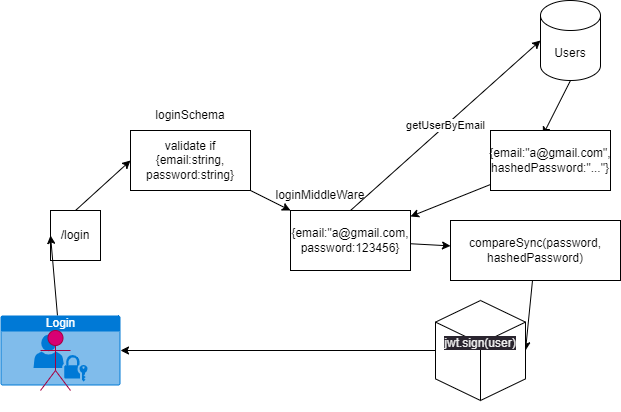 Users
loginSchema
getUserByEmail
validate if
{email:string,
password:string}
{email:"a@gmail.com",
hashedPassword:"..."}
loginMiddleWare
/login
{email:"a@gmail.com,
password:123456}
compareSync(password,
hashedPassword)
Login
jwt.sign(user)